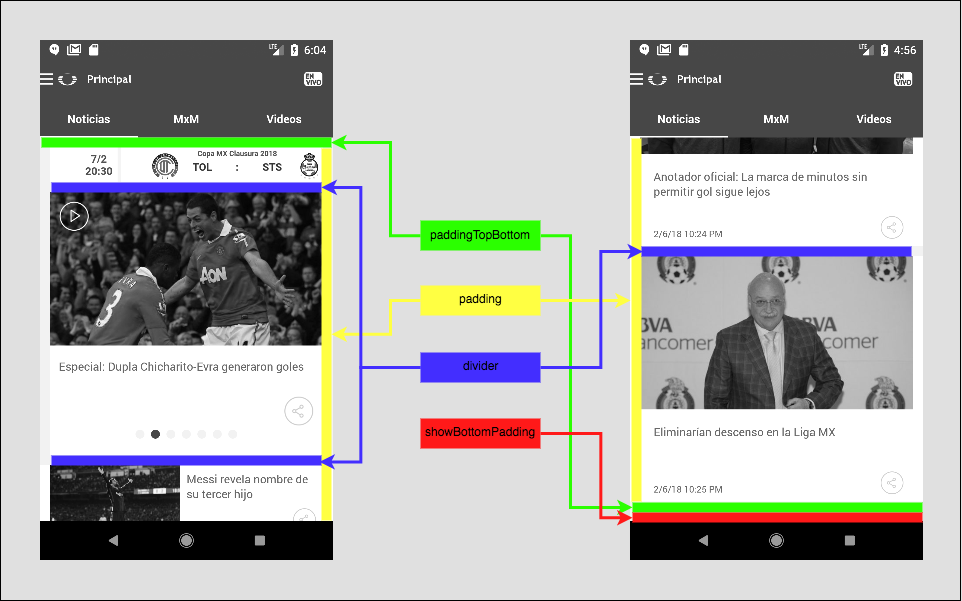 LTE
6:04
Principal
EN
VIVO
Noticias
MxM
Videos
7/2
20:30
Copa MX Clausura 2018
TOL : STS
AON
3
Especial: Dupla Chicharito-Evra generaron goles
Messi revela nombre de
su tercer hijo
paddingTopBottom
padding
divider
showBottomPadding
LTE
4:56
Principal
EN
VIVO
Noticias
MxM
Videos
Anotador oficial: La marca de minutos sin
permitir gol sigue lejos
2/6/18 10:24 PM
BVA
ancomer
VA
Bancomer
Eliminarían descenso en la Liga MX
2/6/18 10:25 PM